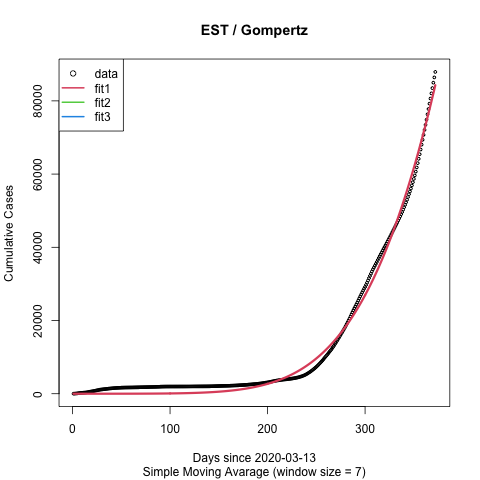 EST / Gompertz
data
fit1
fit2
fit3
Cumulative Cases
0
20000
40000
60000
80000
0
100
200
300
Days since 2020-03-13
Simple Moving Avarage (window size = 7)